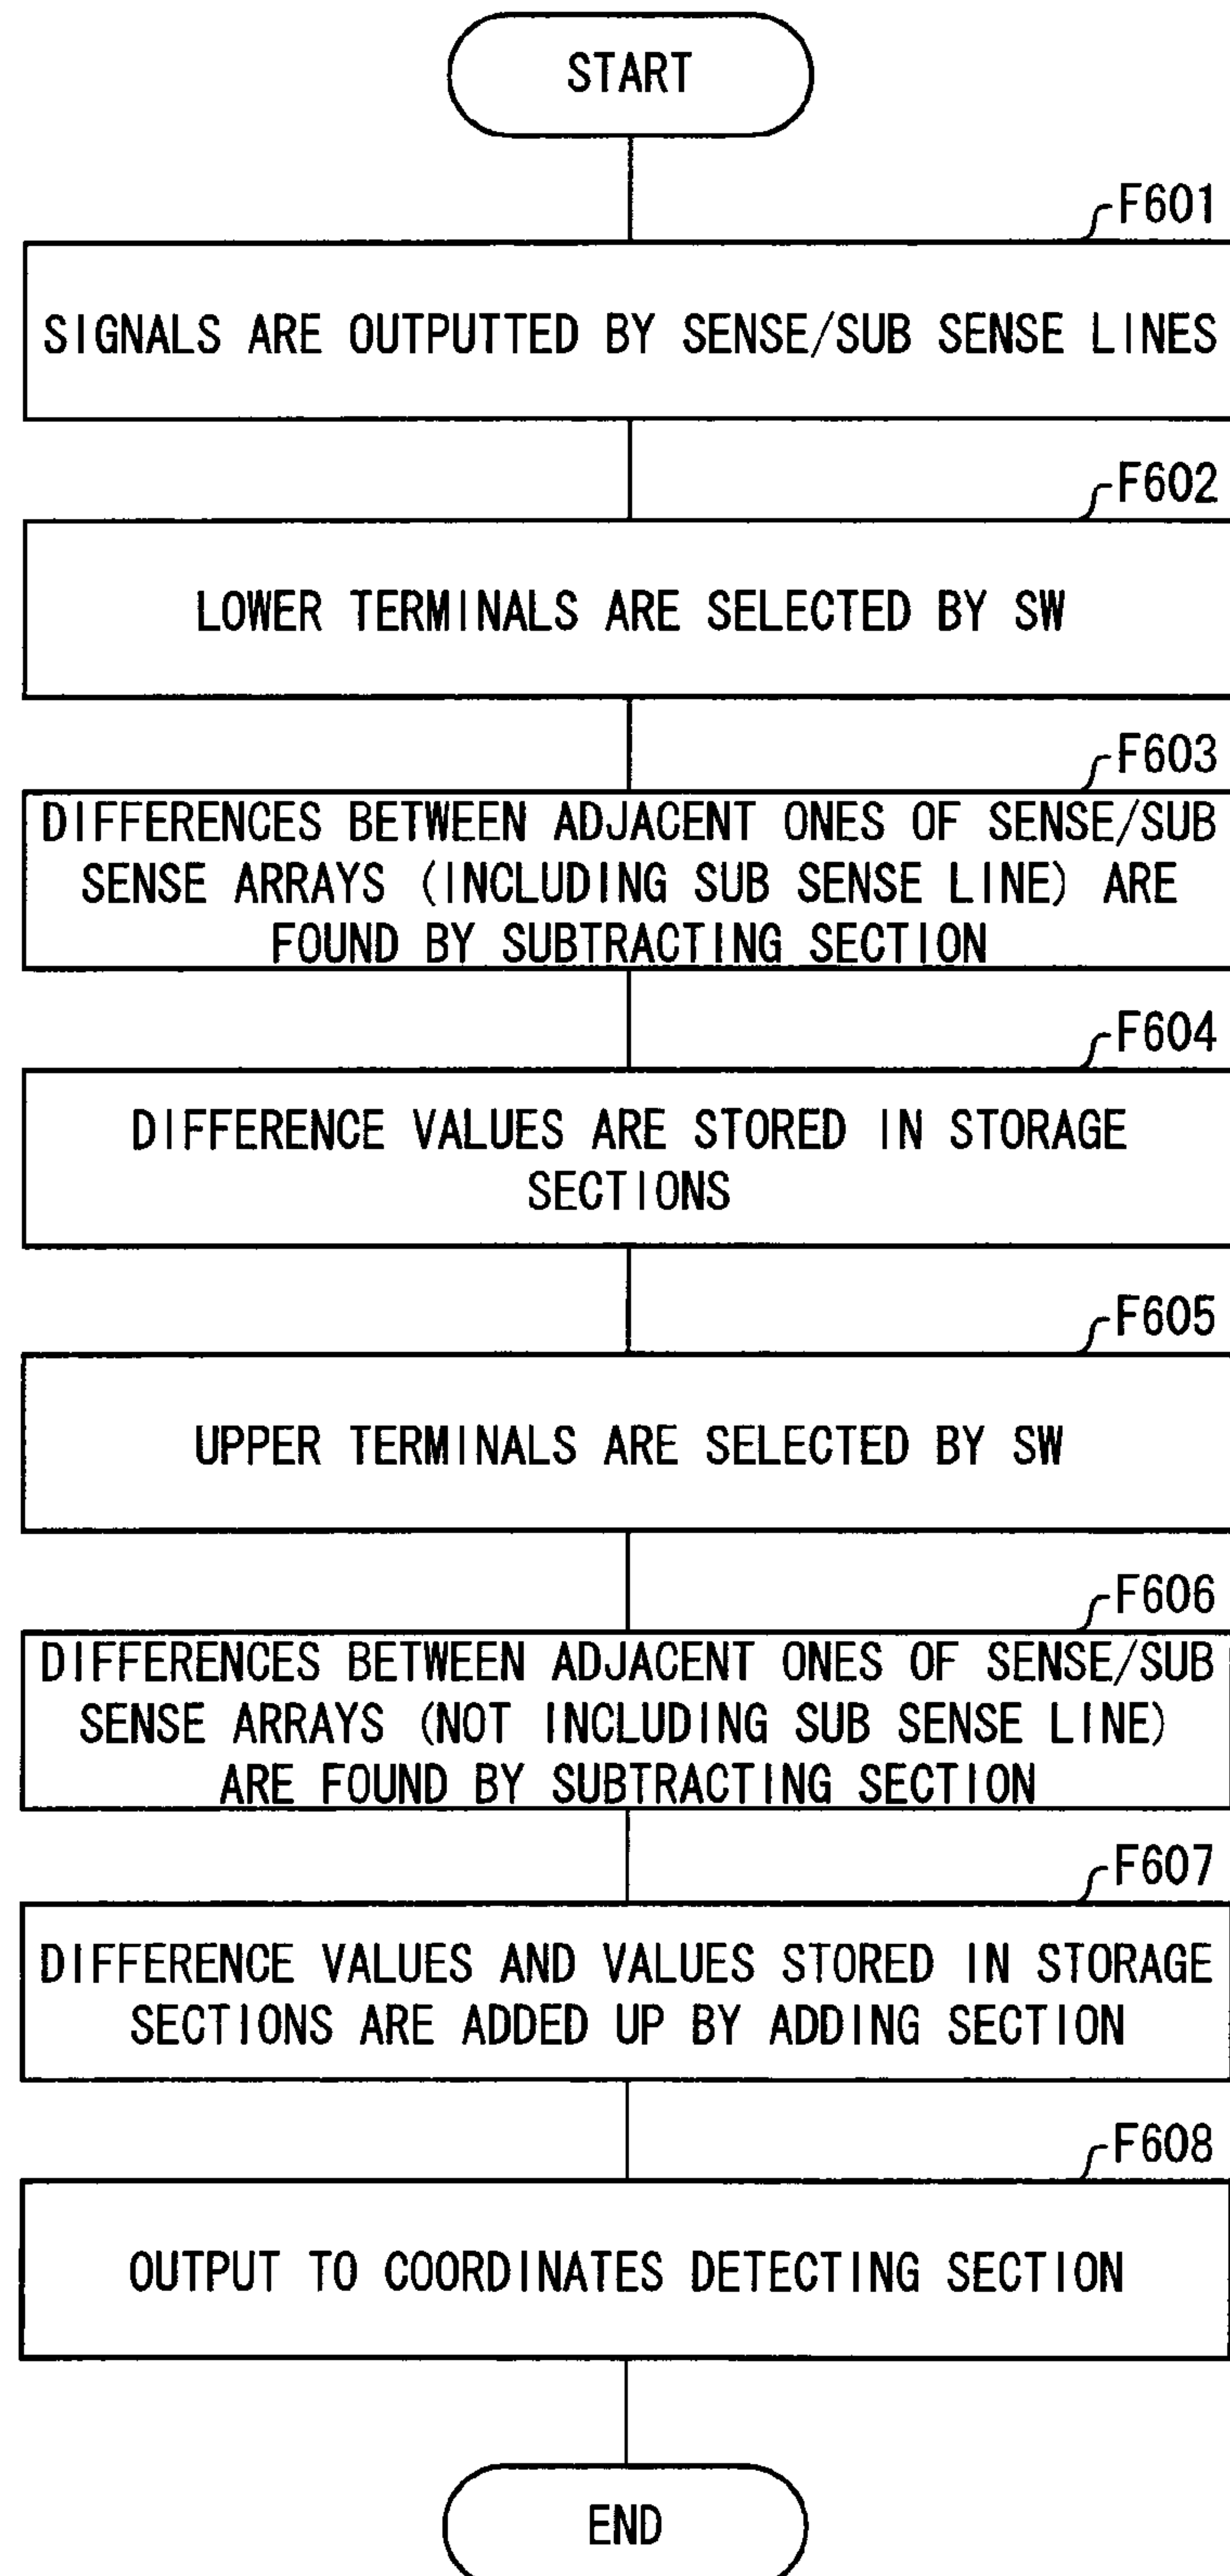 START
F601
SIGNALS ARE OUTPUTTED BY SENSE/SUB SENSE LINES
F602
LOWER TERMINALS ARE SELECTED BY SW
F603
DIFFERENCES BETWEEN ADJACENT ONES OF SENSE/SUB
SENSE ARRAYS (INCLUDING SUB SENSE LINE) ARE
FOUND BY SUBTRACTING SECTION
F604
DIFFERENCE VALUES ARE STORED IN STORAGE
SECTIONS
F605
UPPER TERMINALS ARE SELECTED BY SW
F606
DIFFERENCES BETWEEN ADJACENT ONES OF SENSE/SUB
SENSE ARRAYS (NOT INCLUDING SUB SENSE LINE)
ARE FOUND BY SUBTRACTING SECTION
F607
DIFFERENCE VALUES AND VALUES STORED IN STORAGE
SECTIONS ARE ADDED UP BY ADDING SECTION
F608
OUTPUT TO COORDINATES DETECTING SECTION
END